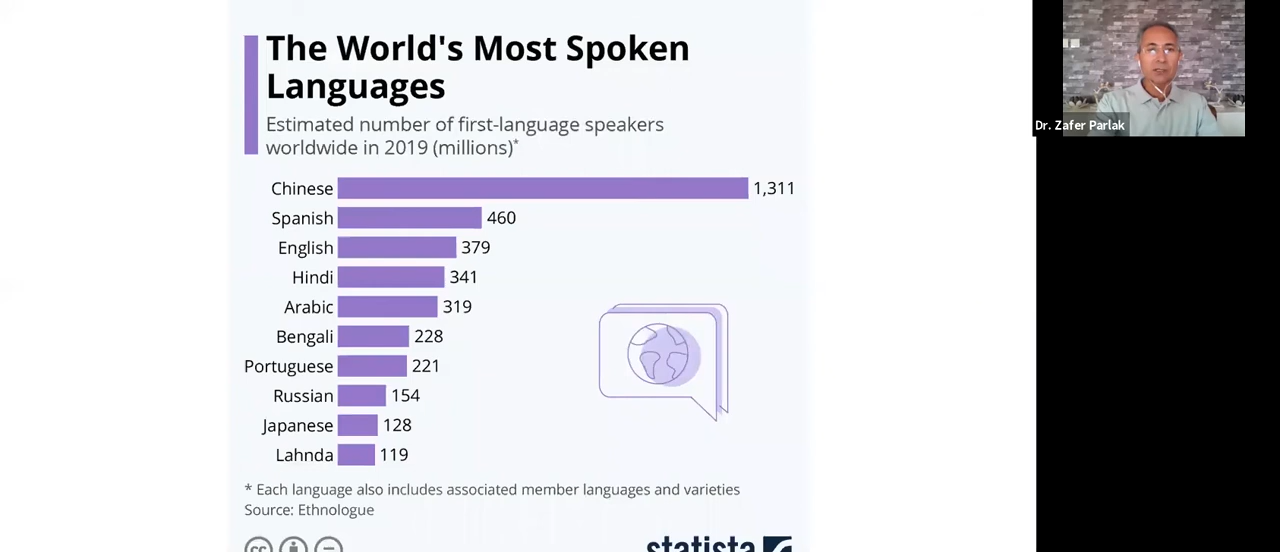 The World's Most Spoken
Languages
Estimated number of first-language speakers
worldwide in 2019 (millions)*
Chinese 1,311
Spanish 460
English 379
Hindi 341
Arabic 319
Bengali 228
Portuguese 221
Russian 154
Japanese 128
Lahnda 119
* Each language also includes associated member languages and varieties
Source: Ethnologue
cc
statista
Dr. Zafer Parlak